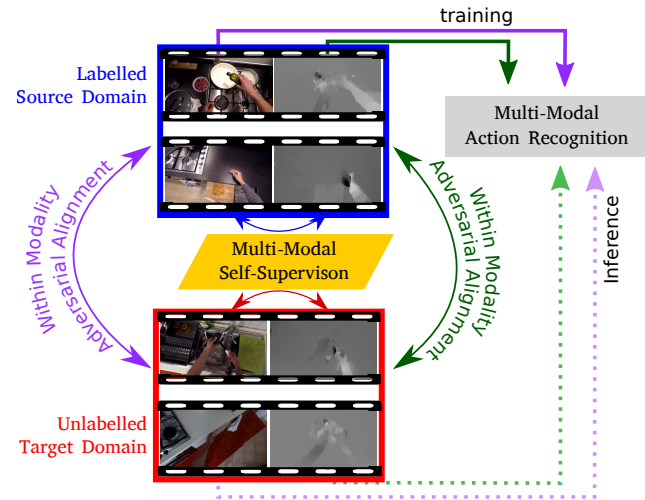 training
Labelled
Source Domain
Multi-Modal
Action Recognition
Within Modality
Adversarial Alignment
Within Modality
Adversarial Alignment
Multi-Modal
Self-Supervison
Inference
Unlabelled
Target Domain